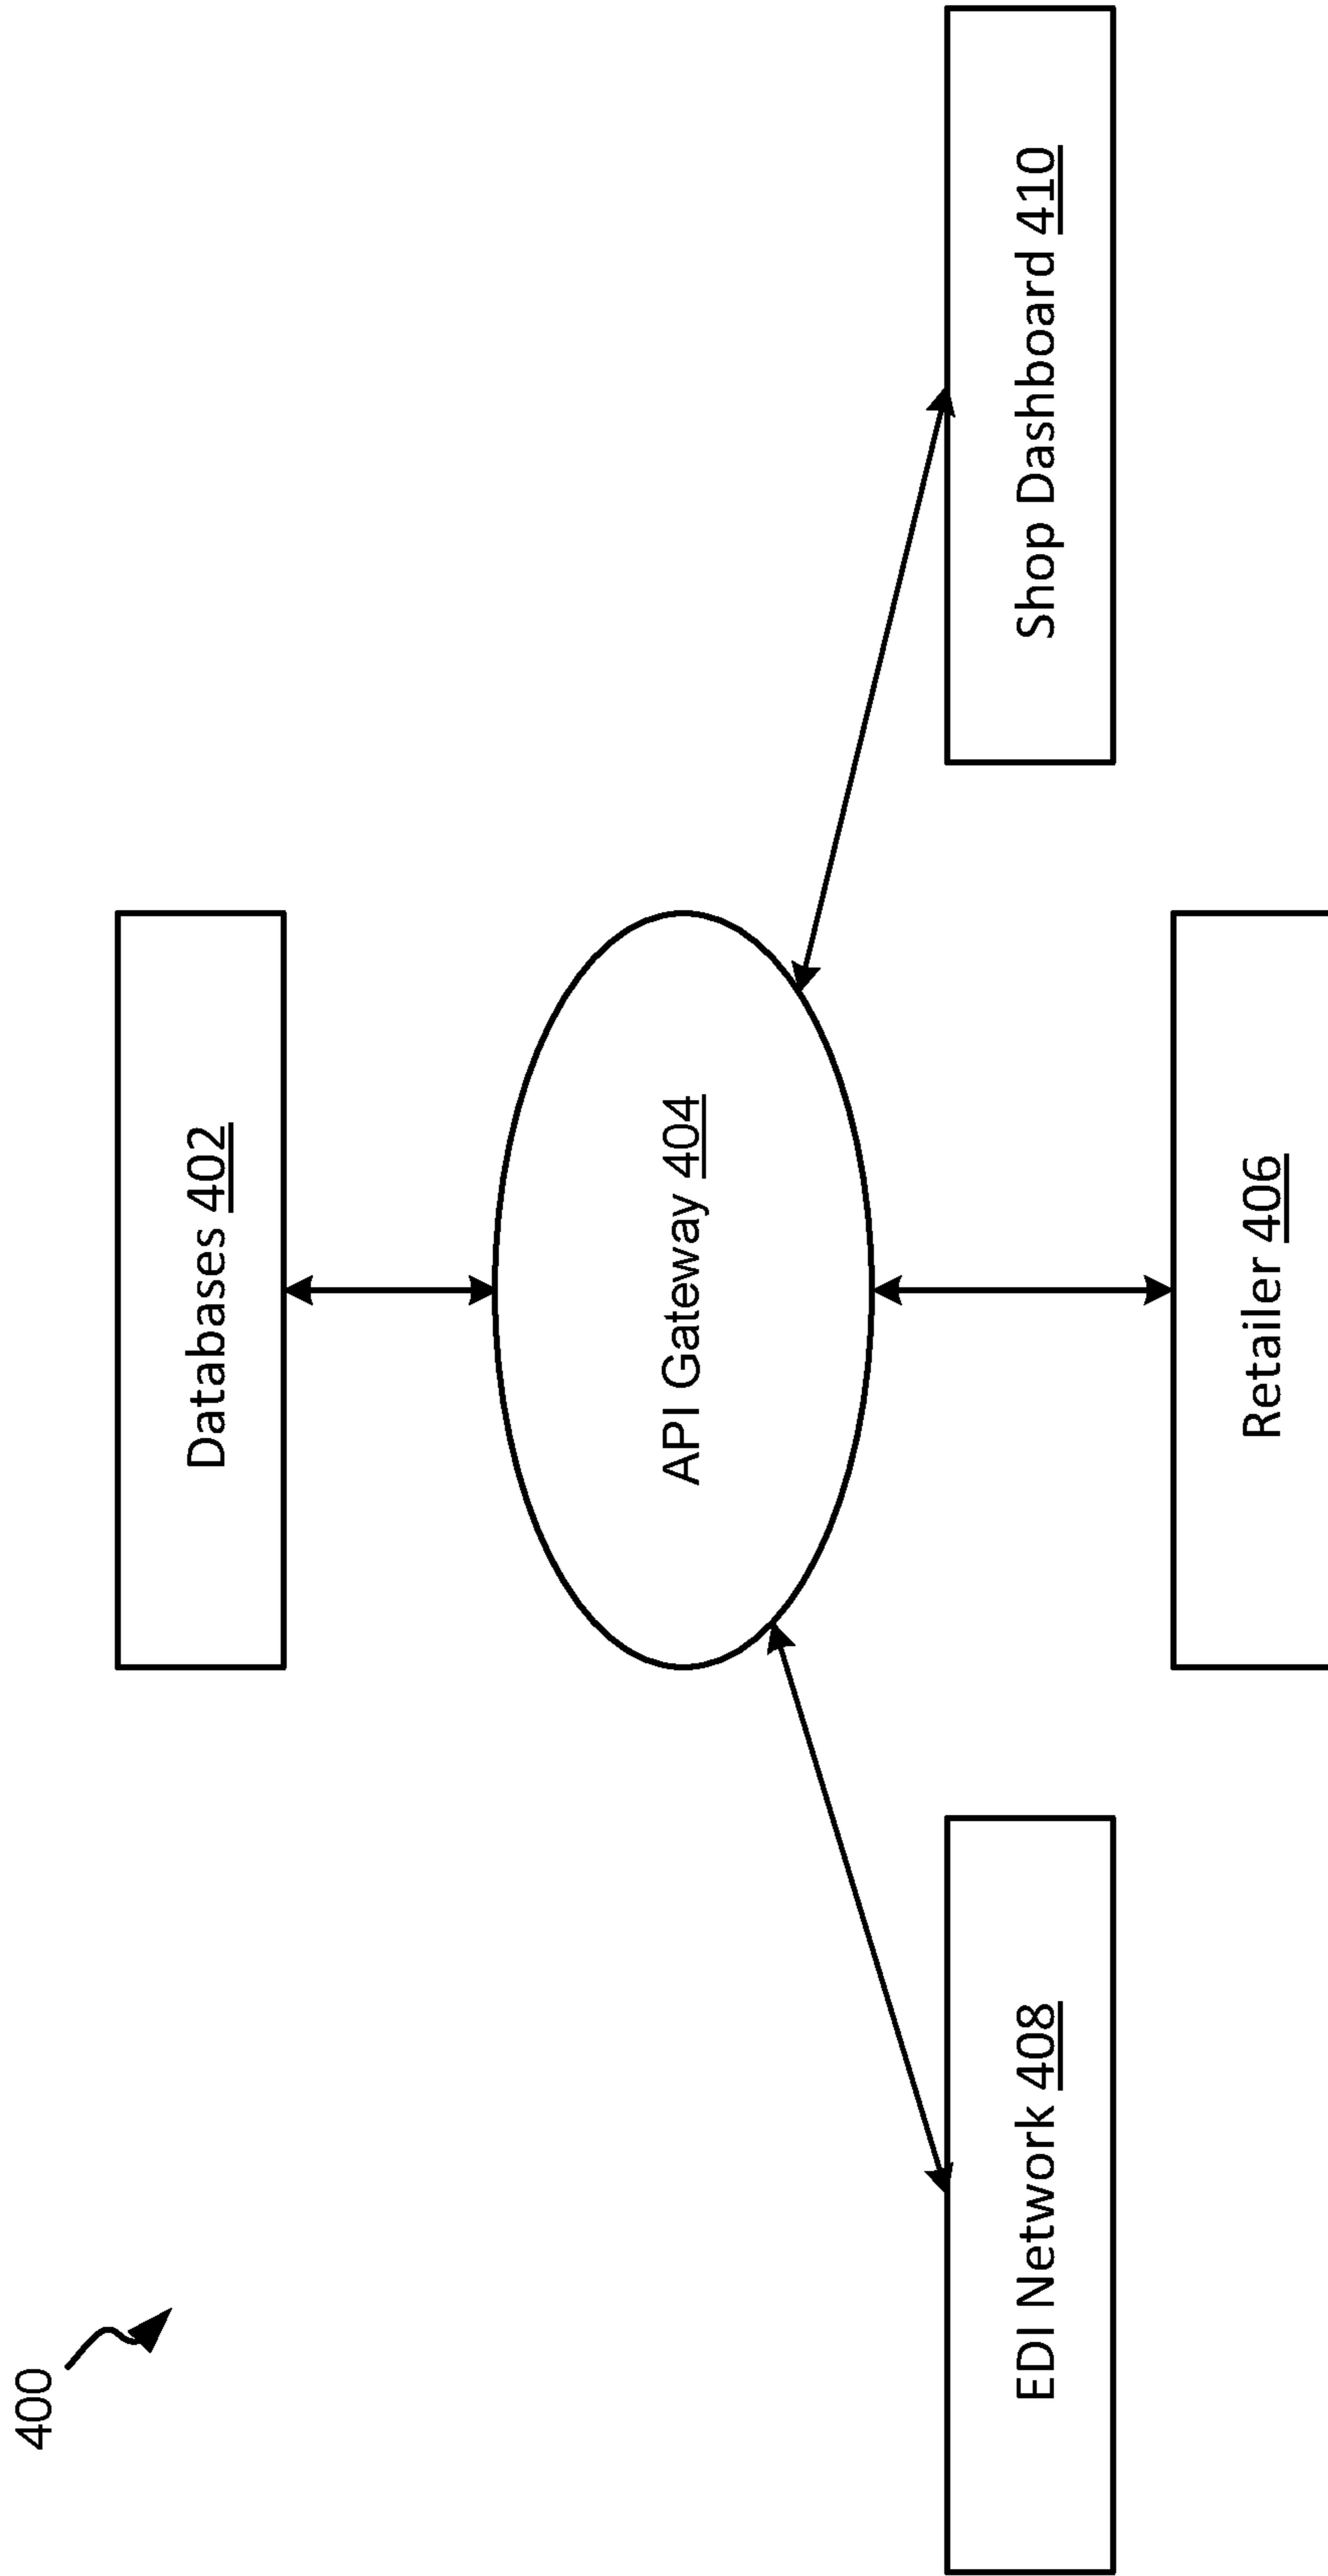 400
Databases 402
API Gateway 404
EDI Network 408
Shop Dashboard 410
Retailer 406